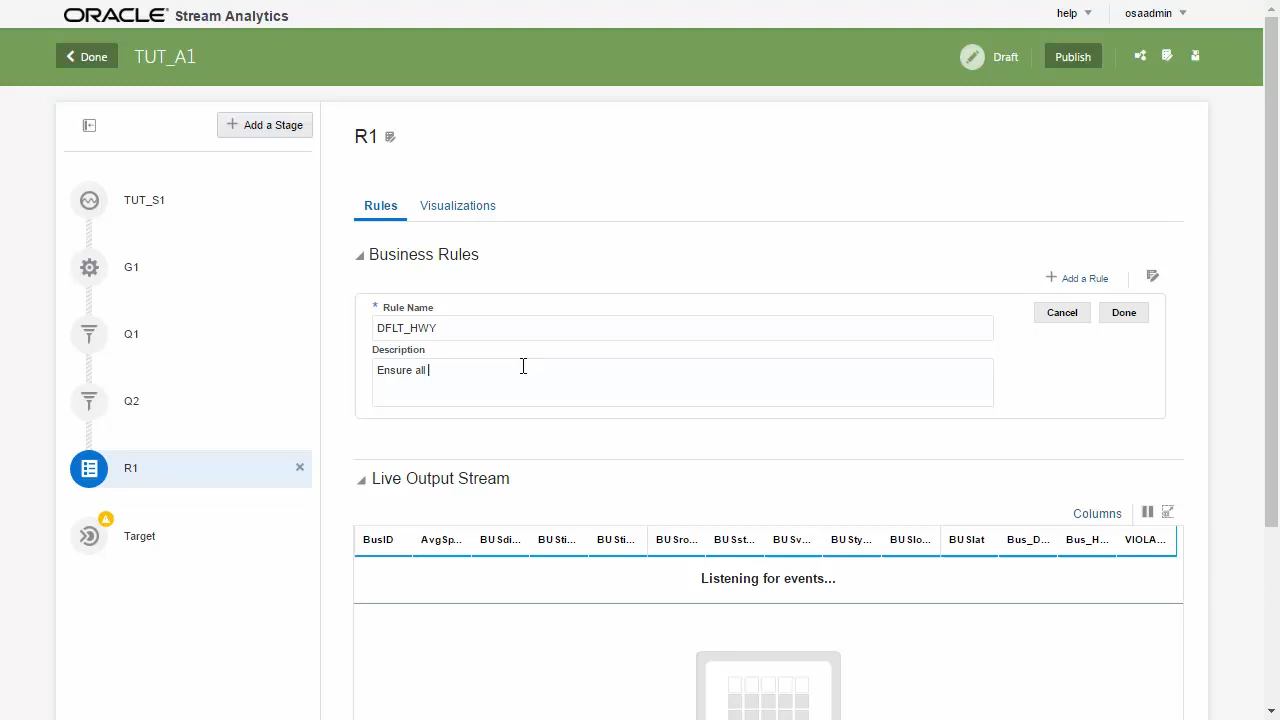 ORACLE Stream Analytics
help
osaadmin
Done
TUT_A1
Draft
Publish
Add a Stage
TUT_S1
G1
Q1
Q2
R1
Target
R1
Rules
Visualizations
Business Rules
Add a Rule
* Rule Name
DFLT_HWY
Cancel
Done
Description
Ensure all
Live Output Stream
Columns
BusID AvgSp... BU Sdi... BU Sti... BU Sti... BU Sro... BU Sst... BU Sv... BU Sty... BU Slo... BU Slat Bus_D... Bus_H... VIOLA...
Listening for events...